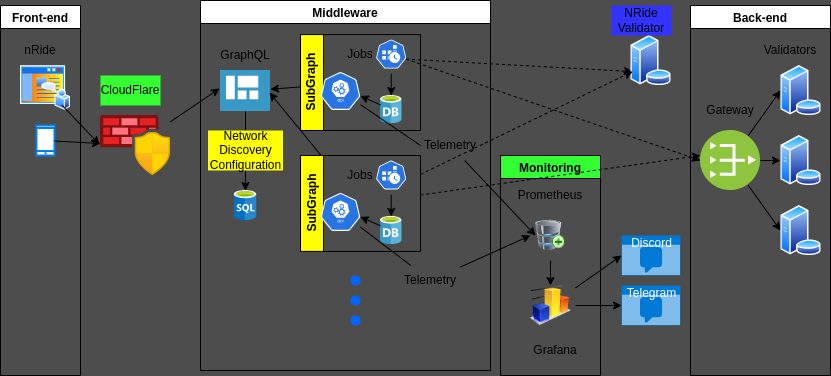 Front-end
nRide
CloudFlare
Middleware
GraphQL
Network
Discovery
Configuration
SQL
SubGraph
Jobs
DB
Telemetry
SubGraph
Jobs
DB
Telemetry
NRide
Validator
Monitoring
Prometheus
Grafana
Discord
Telegram
Back-end
Validators
Gateway